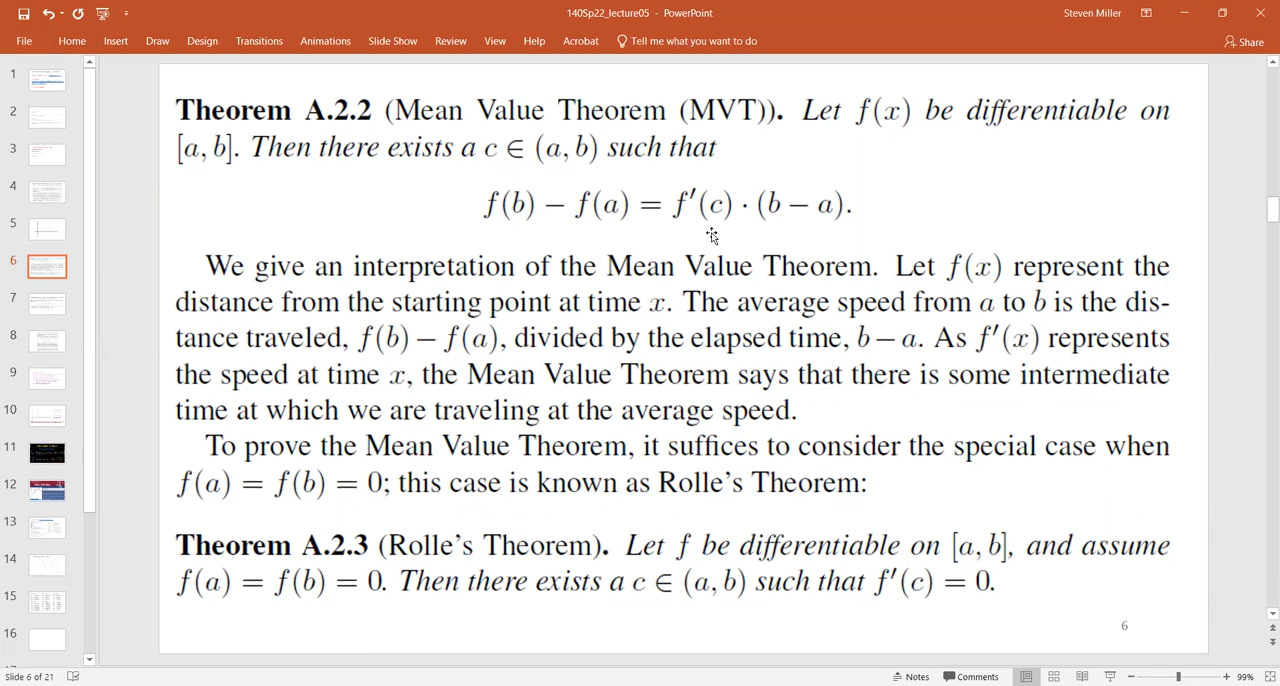 140Sp22_lecture05 - PowerPoint
Steven Miller
File Home Insert Draw Design Transitions Animations Slide Show Review View Help Acrobat Tell me what you want to do Share
Theorem A.2.2 (Mean Value Theorem (MVT)). Let f(x) be differentiable on
[a, b]. Then there exists a c ∈ (a, b) such that
f(b) − f(a) = f′(c) · (b − a).
We give an interpretation of the Mean Value Theorem. Let f(x) represent the
distance from the starting point at time x. The average speed from a to b is the dis-
tance traveled, f(b) − f(a), divided by the elapsed time, b − a. As f′(x) represents
the speed at time x, the Mean Value Theorem says that there is some intermediate
time at which we are traveling at the average speed.
To prove the Mean Value Theorem, it suffices to consider the special case when
f(a) = f(b) = 0; this case is known as Rolle's Theorem:
Theorem A.2.3 (Rolle's Theorem). Let f be differentiable on [a, b], and assume
f(a) = f(b) = 0. Then there exists a c ∈ (a, b) such that f′(c) = 0.
6
1
2
3
4
5
6
7
8
9
10
11
12
13
14
15
16
Slide 6 of 21
Notes Comments 99%